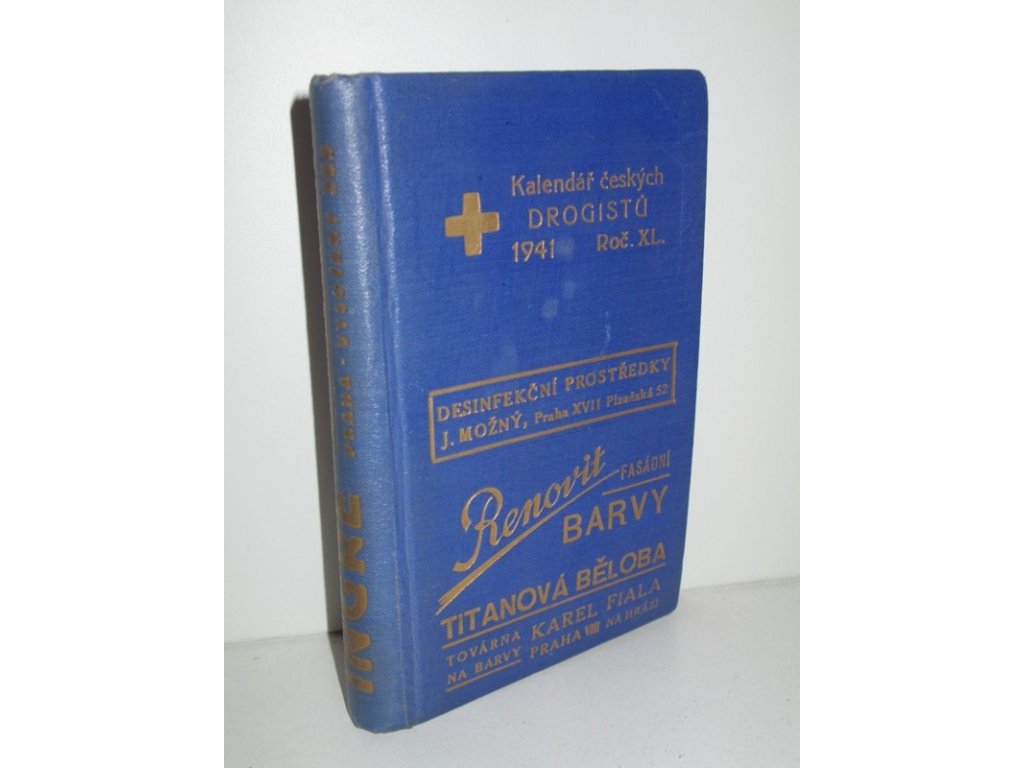 Kalendář českých
DROGISTŮ
1941 Roč. XL.
DESINFEKČNÍ PROSTŘEDKY
J. MOŽNÝ, Praha XVII Plzeňská 52
Renovit FASÁDNÍ
BARVY
TITANOVÁ BĚLOBA
TOVÁRNA KAREL FIALA
NA BARVY PRAHA VIII NA HRÁZI
PRAHA - VYSOČANY